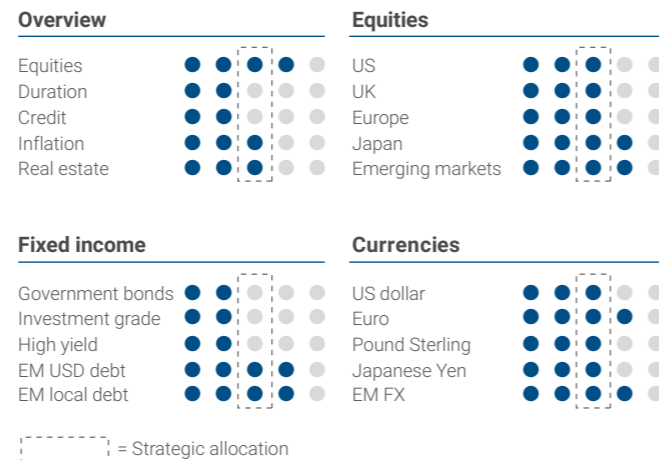 Overview
Equities
Duration
Credit
Inflation
Real estate
Equities
US
UK
Europe
Japan
Emerging markets
Fixed income
Government bonds
Investment grade
High yield
EM USD debt
EM local debt
Currencies
US dollar
Euro
Pound Sterling
Japanese Yen
EM FX
= Strategic allocation